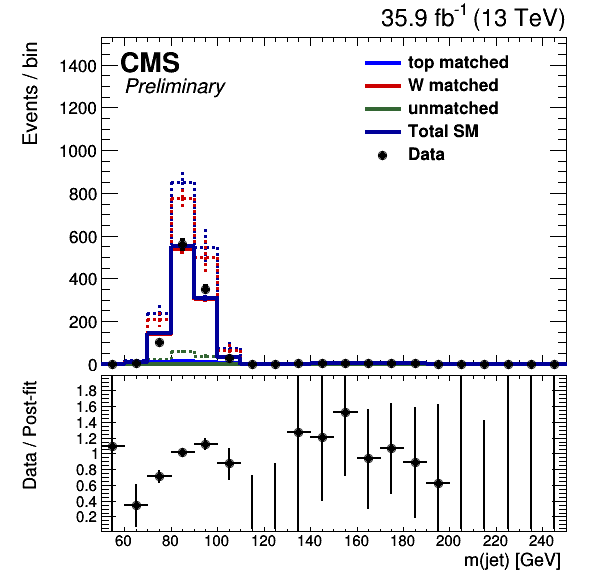 35.9 fb⁻¹ (13 TeV)
CMS
Preliminary
top matched
W matched
unmatched
Total SM
Data
Events / bin
1400
1200
1000
800
600
400
200
0
Data / Post-fit
1.8
1.6
1.4
1.2
1
0.8
0.6
0.4
0.2
60 80 100 120 140 160 180 200 220 240
m(jet) [GeV]